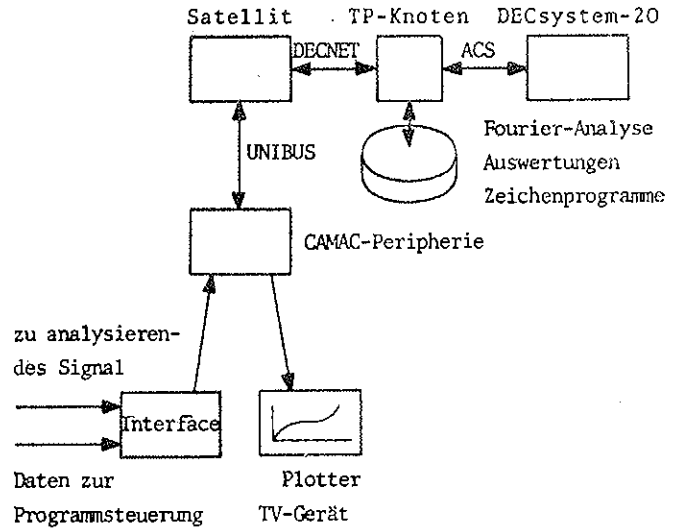 Satellit TP-Knoten DECsystem-20
DECNET ACS
UNIBUS
Fourier-Analyse
Auswertungen
Zeichenprogramme
CAMAC-Peripherie
zu analysieren-
des Signal
Interface
Daten zur
Programmsteuerung
Plotter
TV-Gerät